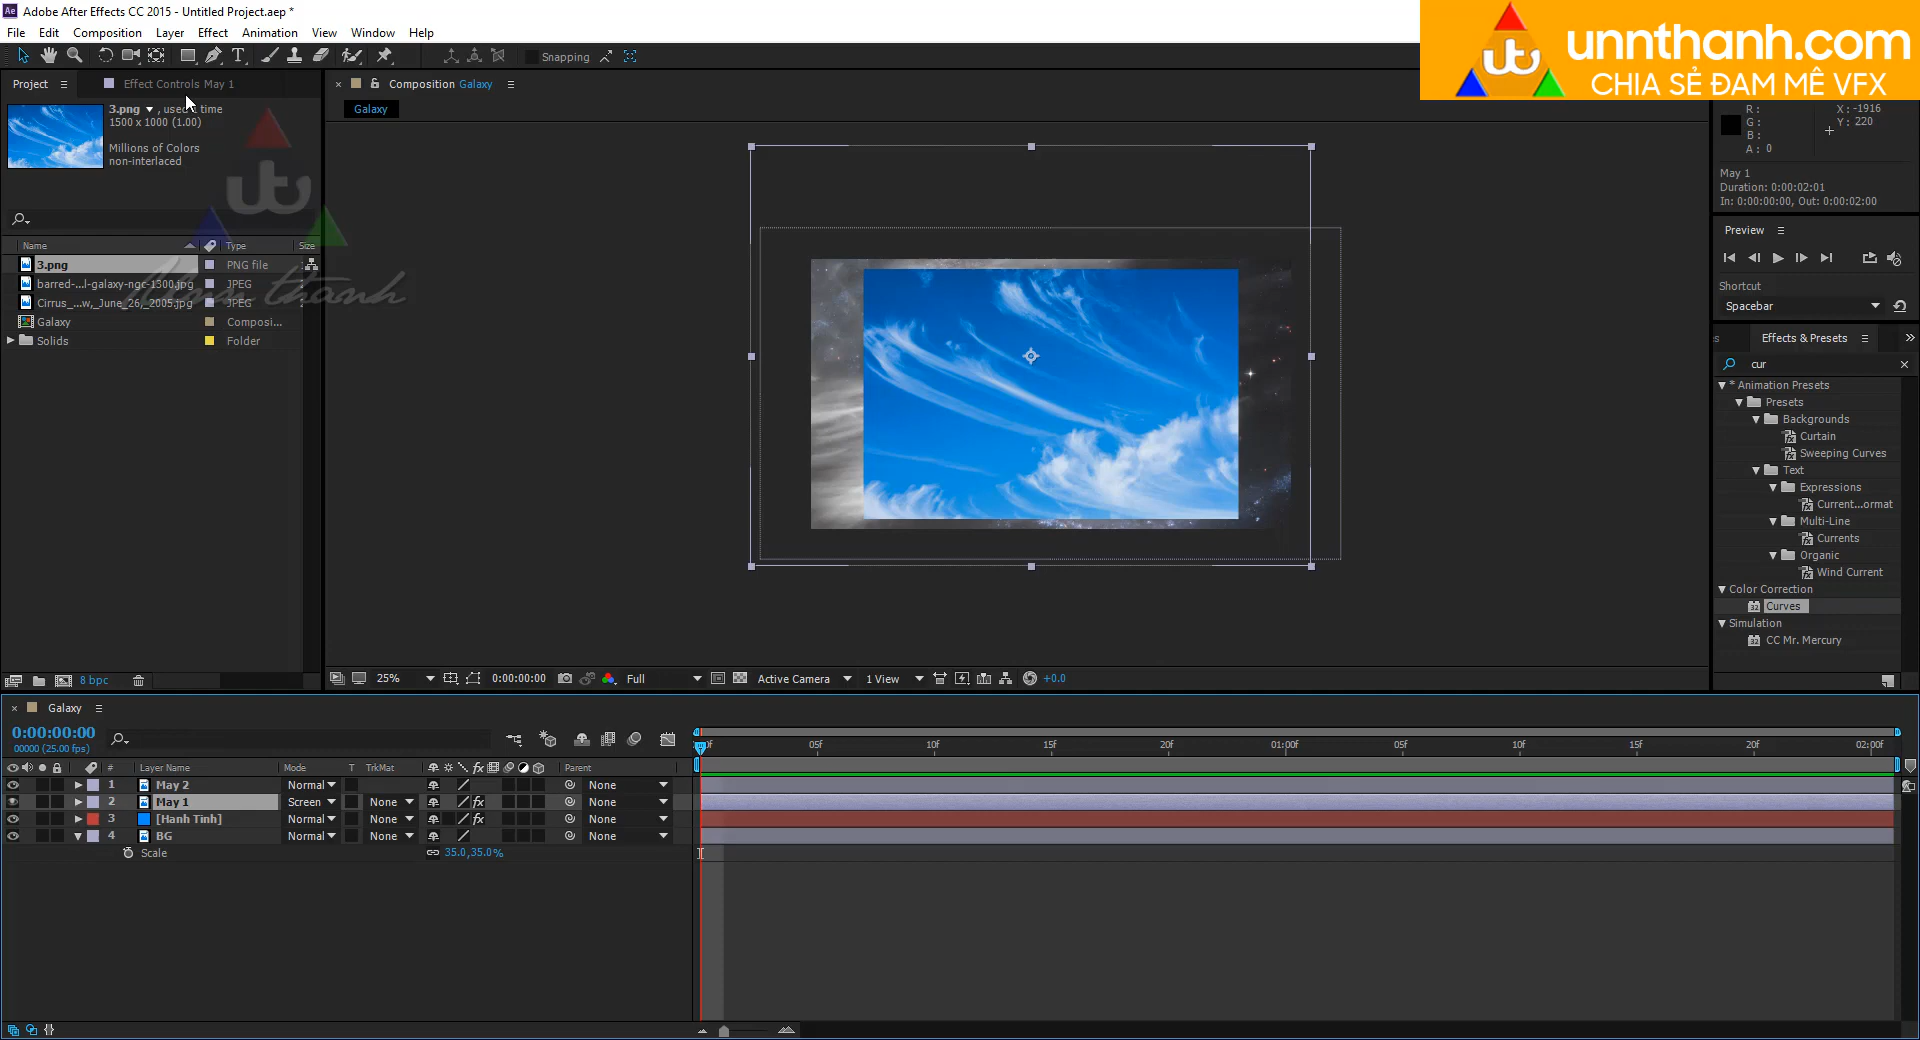 Adobe After Effects CC 2015 - Untitled Project.aep *
File Edit Composition Layer Effect Animation View Window Help
Snapping
unnthanh.com
CHIA SẺ ĐAM MÊ VFX
Project
Effect Controls May 1
3.png , used 1 time
1500 x 1000 (1.00)
Millions of Colors
non-interlaced
Name Type Size
3.png PNG file
barred-...l-galaxy-ngc-1300.jpg JPEG
Cirrus_...w,_June_26,_2005.jpg JPEG
Galaxy Composi...
Solids Folder
8 bpc
Composition Galaxy
Galaxy
25% 0:00:00:00 Full Active Camera 1 View +0.0
R :
G :
B :
A : 0
X : -1916
Y : 220
May 1
Duration: 0:00:02:01
In: 0:00:00:00, Out: 0:00:02:00
Preview
Shortcut
Spacebar
Effects & Presets
cur
* Animation Presets
Presets
Backgrounds
Curtain
Sweeping Curves
Text
Expressions
Current...ormat
Multi-Line
Currents
Organic
Wind Current
Color Correction
Curves
Simulation
CC Mr. Mercury
Galaxy
0:00:00:00
00000 (25.00 fps)
05f 10f 15f 20f 01:00f 05f 10f 15f 20f 02:00f
# Layer Name Mode T TrkMat Parent
1 May 2 Normal None
2 May 1 Screen None None
3 [Hanh Tinh] Normal None None
4 BG Normal None None
Scale 35.0,35.0%